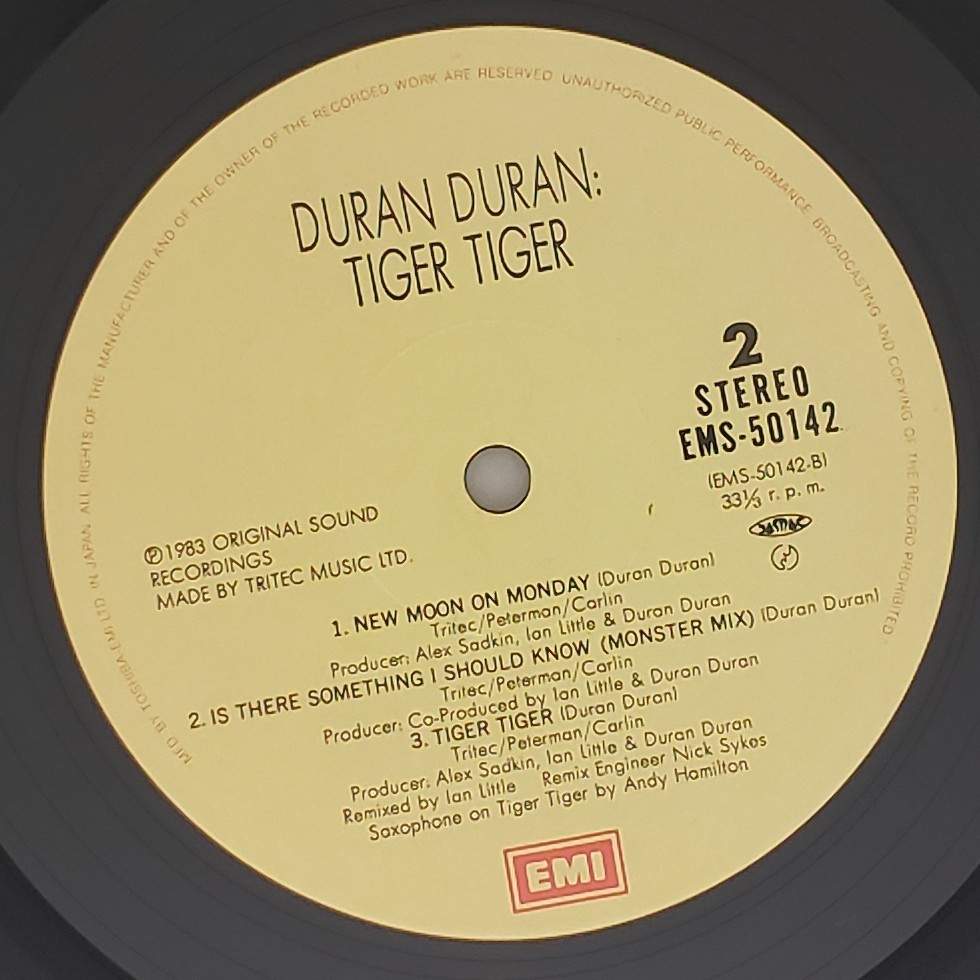 MFD BY TOSHIBA-EMI LTD IN JAPAN ALL RIGHTS OF THE MANUFACTURER AND OF THE OWNER OF THE RECORDED WORK ARE RESERVED UNAUTHORIZED PUBLIC PERFORMANCE BROADCASTING AND COPYING OF THE RECORD PROHIBITED
DURAN DURAN:
TIGER TIGER
2
STEREO
EMS-50142
(EMS-50142-B)
33⅓ r. p. m.
JASRAC
℗1983 ORIGINAL SOUND
RECORDINGS
MADE BY TRITEC MUSIC LTD.
1. NEW MOON ON MONDAY (Duran Duran)
Tritec/Peterman/Carlin
Producer: Alex Sadkin, Ian Little & Duran Duran
2. IS THERE SOMETHING I SHOULD KNOW (MONSTER MIX) (Duran Duran)
Tritec/Peterman/Carlin
Producer: Co-Produced by Ian Little & Duran Duran
3. TIGER TIGER (Duran Duran)
Tritec/Peterman/Carlin
Producer: Alex Sadkin, Ian Little & Duran Duran
Remixed by Ian Little Remix Engineer Nick Sykes
Saxophone on Tiger Tiger by Andy Hamilton
EMI